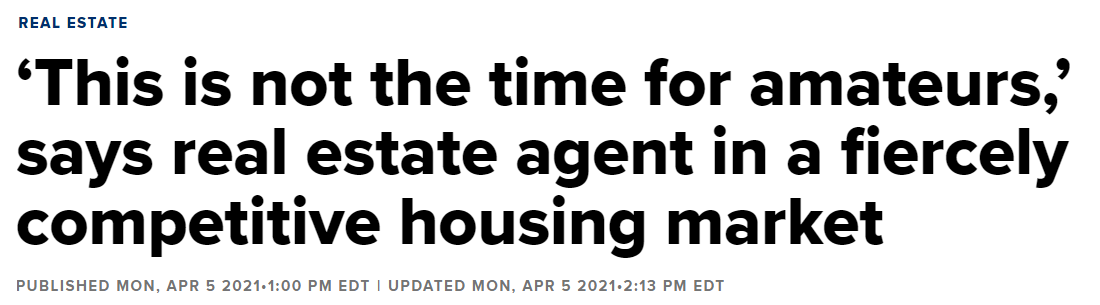 REAL ESTATE
‘This is not the time for amateurs,’
says real estate agent in a fiercely
competitive housing market
PUBLISHED MON, APR 5 2021•1:00 PM EDT | UPDATED MON, APR 5 2021•2:13 PM EDT